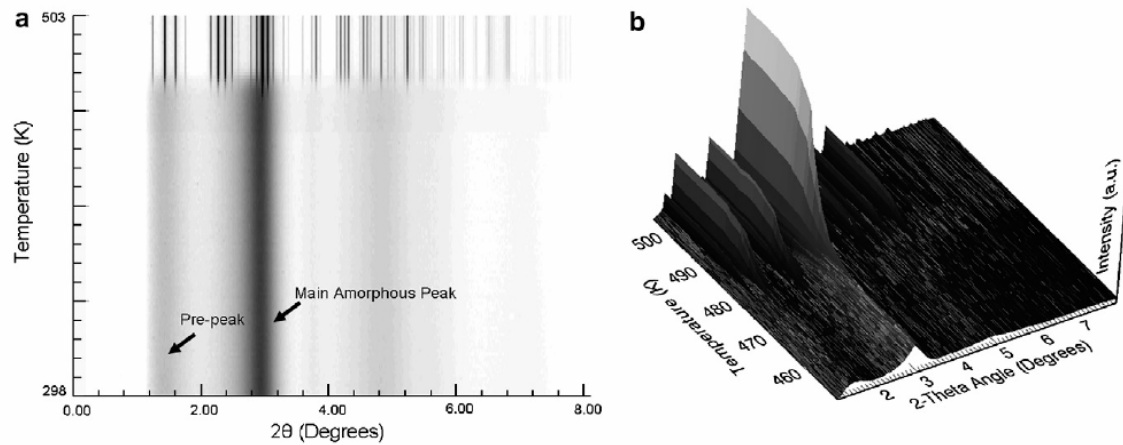 a
503
Temperature (K)
Main Amorphous Peak
Pre-peak
298
0.00 2.00 4.00 6.00 8.00
2θ (Degrees)
b
500
490
480
470
460
Temperature (K)
2 3 4 5 6 7
2-Theta Angle (Degrees)
Intensity (a.u.)